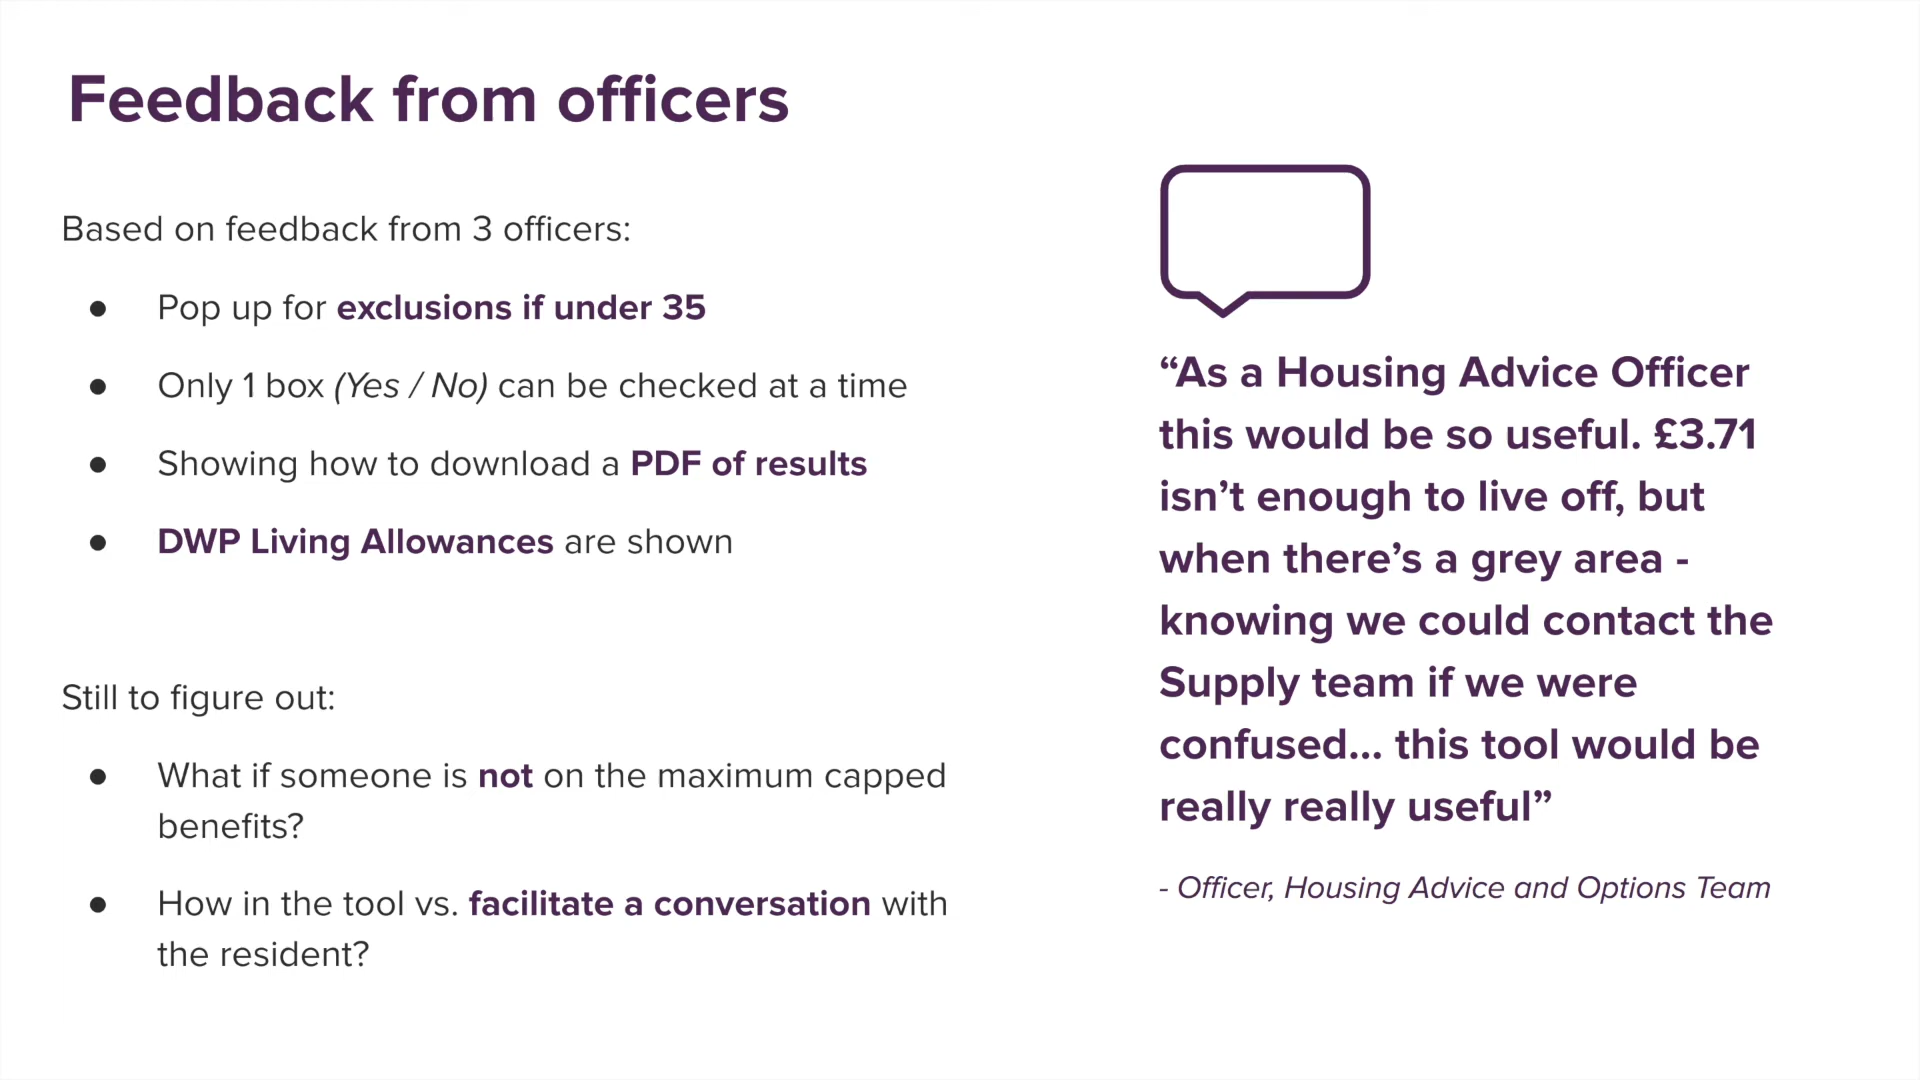 Feedback from officers
Based on feedback from 3 officers:
● Pop up for exclusions if under 35
● Only 1 box (Yes / No) can be checked at a time
● Showing how to download a PDF of results
● DWP Living Allowances are shown
Still to figure out:
● What if someone is not on the maximum capped
benefits?
● How in the tool vs. facilitate a conversation with
the resident?
“As a Housing Advice Officer
this would be so useful. £3.71
isn’t enough to live off, but
when there’s a grey area -
knowing we could contact the
Supply team if we were
confused... this tool would be
really really useful”
- Officer, Housing Advice and Options Team